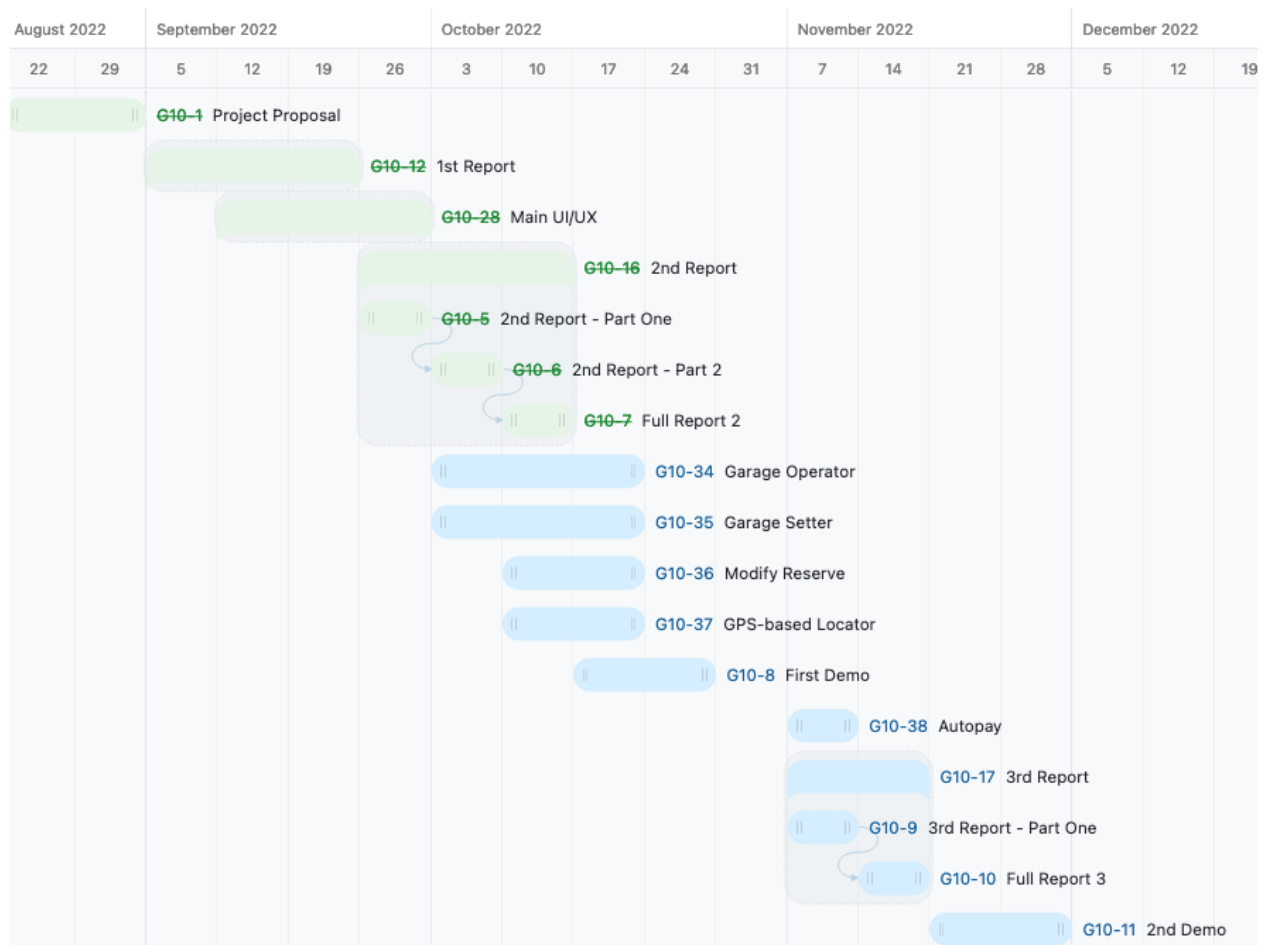 August 2022 September 2022 October 2022 November 2022 December 2022
22 29 5 12 19 26 3 10 17 24 31 7 14 21 28 5 12 19
G10-1 Project Proposal
G10-12 1st Report
G10-28 Main UI/UX
G10-16 2nd Report
G10-5 2nd Report - Part One
G10-6 2nd Report - Part 2
G10-7 Full Report 2
G10-34 Garage Operator
G10-35 Garage Setter
G10-36 Modify Reserve
G10-37 GPS-based Locator
G10-8 First Demo
G10-38 Autopay
G10-17 3rd Report
G10-9 3rd Report - Part One
G10-10 Full Report 3
G10-11 2nd Demo